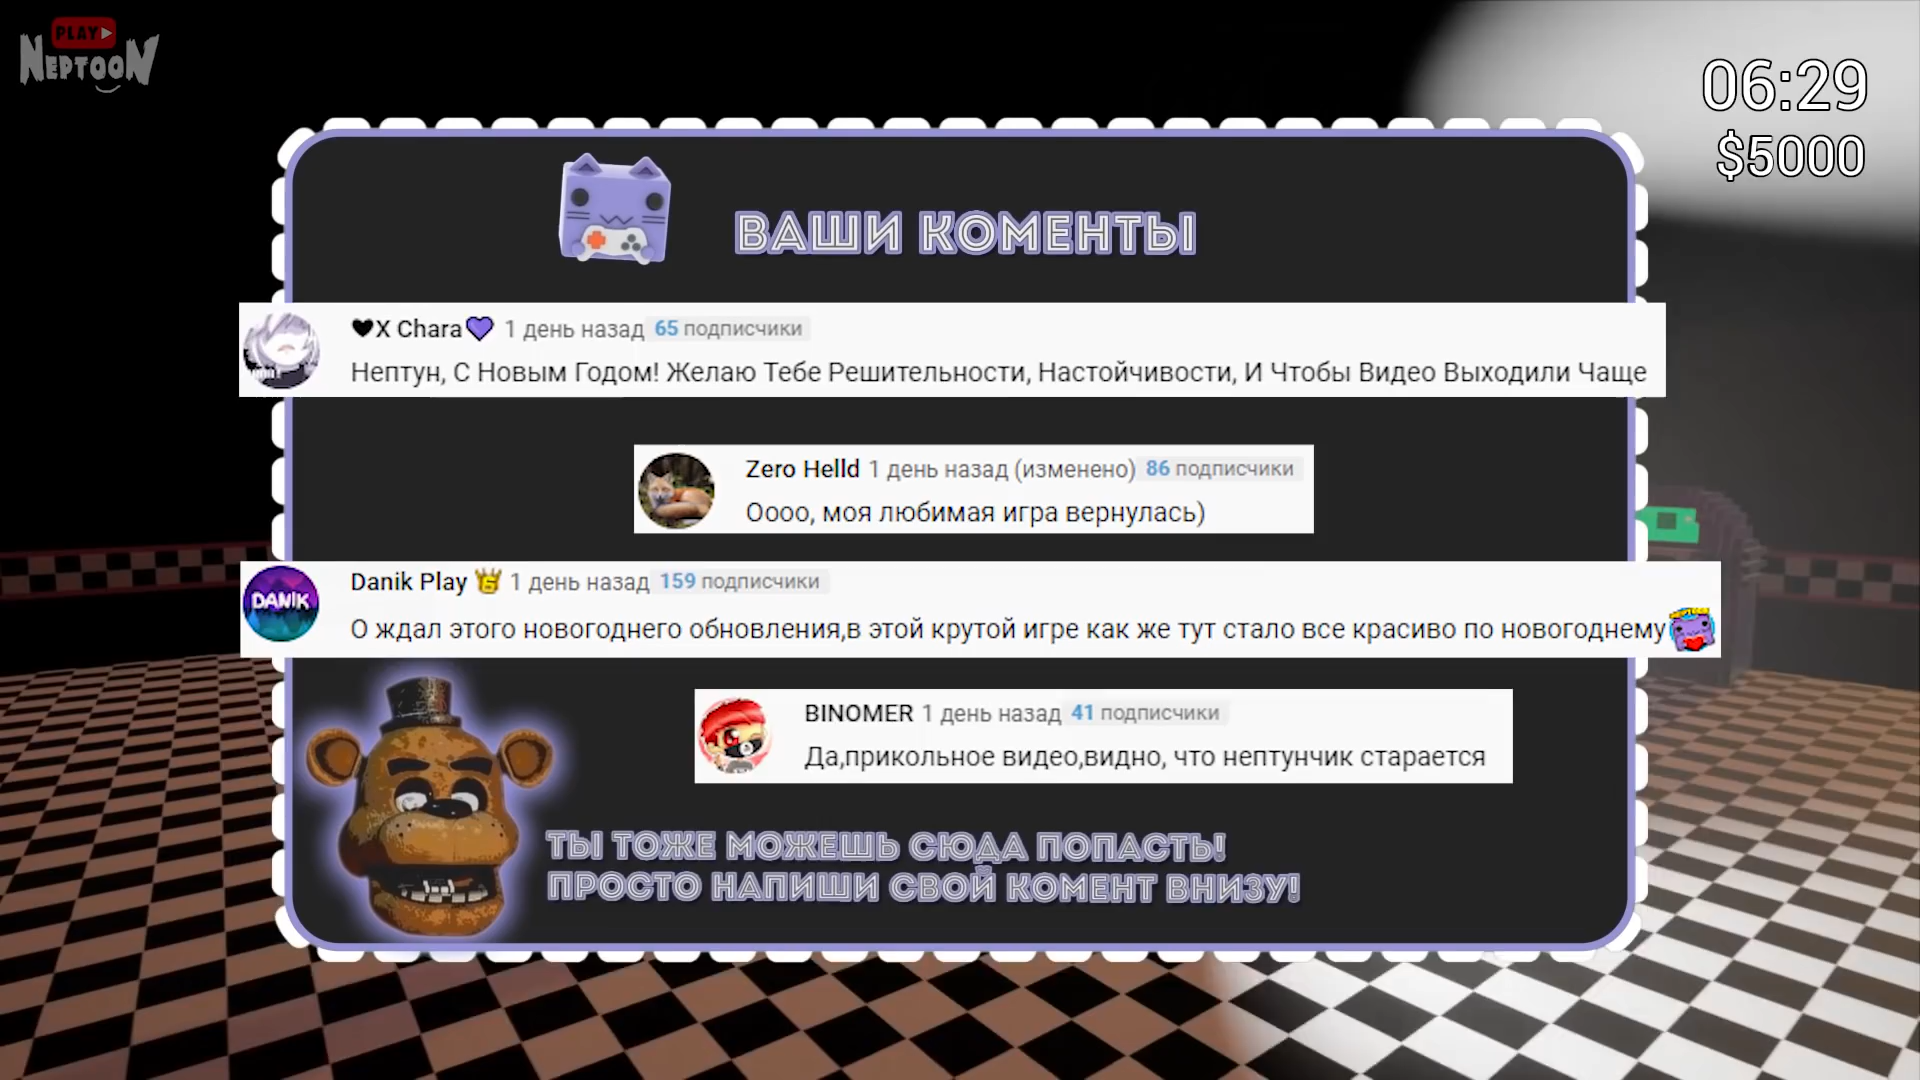 PLAY
NEPTOON
06:29
$5000
ВАШИ КОМЕНТЫ
🖤X Chara💜 1 день назад 65 подписчики
Нептун, С Новым Годом! Желаю Тебе Решительности, Настойчивости, И Чтобы Видео Выходили Чаще
Zero Helld 1 день назад (изменено) 86 подписчики
Оооо, моя любимая игра вернулась)
Danik Play 1 день назад 159 подписчики
DANIK
О ждал этого новогоднего обновления,в этой крутой игре как же тут стало все красиво по новогоднему
BINOMER 1 день назад 41 подписчики
Да,прикольное видео,видно, что нептунчик старается
ТЫ ТОЖЕ МОЖЕШЬ СЮДА ПОПАСТЬ!
ПРОСТО НАПИШИ СВОЙ КОМЕНТ ВНИЗУ!